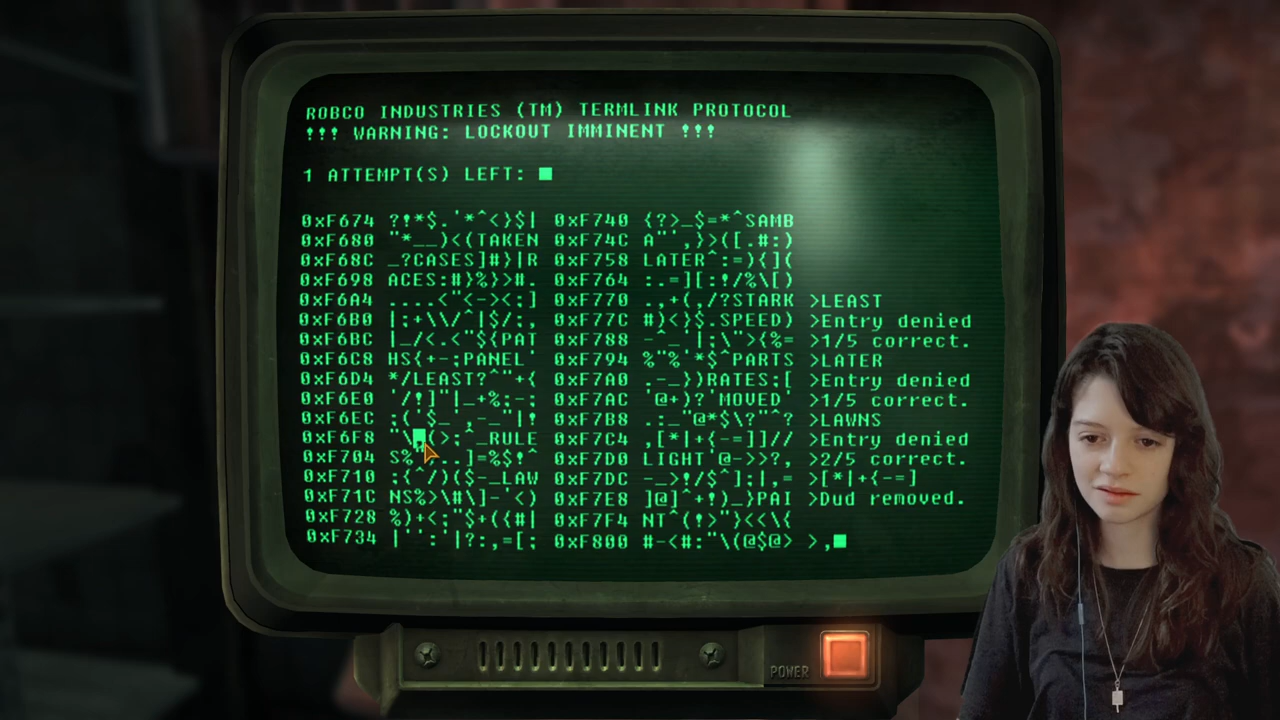 ROBCO INDUSTRIES (TM) TERMLINK PROTOCOL
!!! WARNING: LOCKOUT IMMINENT !!!
1 ATTEMPT(S) LEFT: ■
0xF674 ?!*$.'*^<}$|
0xF680 "*__)<(TAKEN
0xF68C _?CASES]#}|R
0xF698 ACES:#}%}>#.
0xF6A4 ....<"<-><;]
0xF6B0 |;+\\/^|$/;,
0xF6BC |_/<.<"${PAT
0xF6C8 HS{+-;PANEL'
0xF6D4 */LEAST?^"+{
0xF6E0 '/!]"|_+%;-;
0xF6EC ;('$_',-_"|!
0xF6F8 "\,(>;^_RULE
0xF704
0xF710 :{^/)($-_LAW
0xF71C NS%>\#\]-'<)
0xF728 %)+<;"$+({#|
0xF734 |'':'|?:,=[;
0xF740 {?>_$=*^SAMB
0xF74C A"',}>([.#:)
0xF758 LATER^:=){](
0xF764 :.=][:!/%\[)
0xF770 .,+(,/?STARK
0xF77C #)<}$.SPEED)
0xF788 -^_'|;\">{%=
0xF794 %"%'*$^PARTS
0xF7A0 .-_})RATES;[
0xF7AC '@+)?'MOVED'
0xF7B8 .:_"@*$\?"^?
0xF7C4 ,[*|+{-=]]//
0xF7D0 LIGHT'@->>?,
0xF7DC -_>!/$^];|,=
0xF7E8 ]@]^+!)_}PAI
0xF7F4 NT^(!>"}<<\{
0xF800 #-<#:"\(@$@>
>LEAST
>Entry denied
>1/5 correct.
>LATER
>Entry denied
>1/5 correct.
>LAWNS
>Entry denied
>2/5 correct.
>[*|+{-=]
>Dud removed.
>,■
POWER